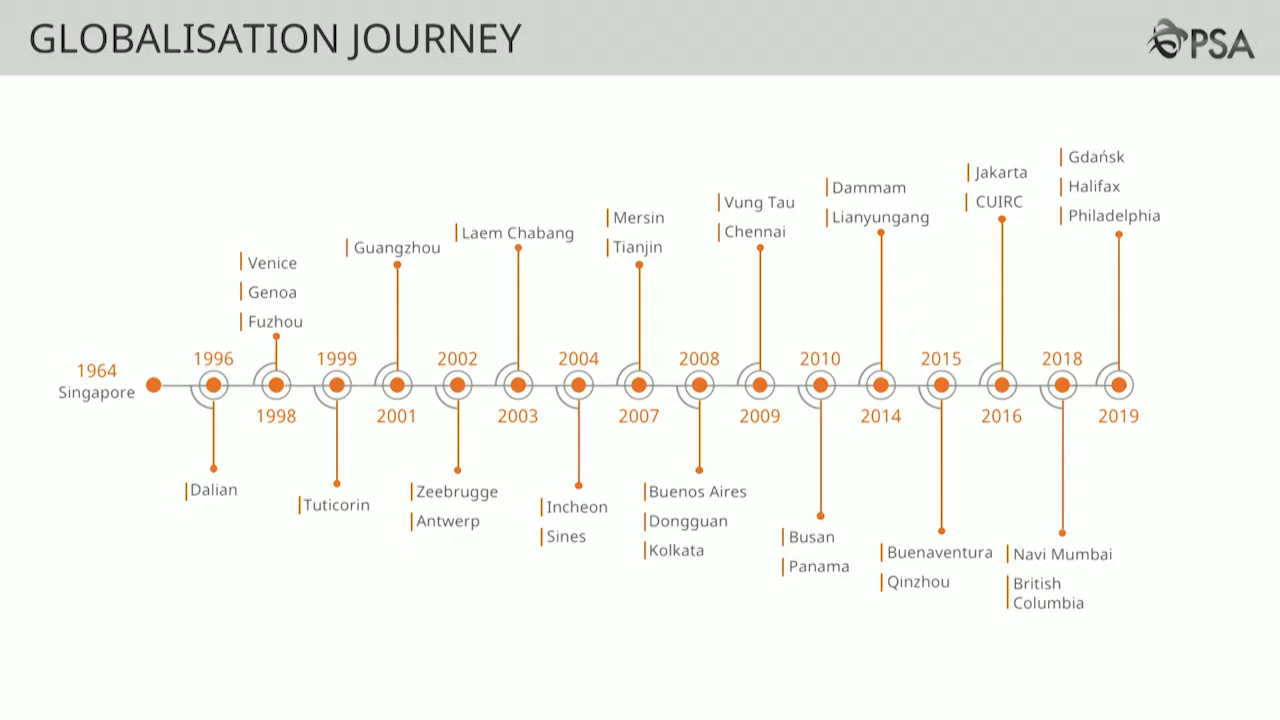 GLOBALISATION JOURNEY
PSA
1964
Singapore
1996
Dalian
Venice
Genoa
Fuzhou
1998
1999
Tuticorin
Guangzhou
2001
2002
Zeebrugge
Antwerp
Laem Chabang
2003
2004
Incheon
Sines
Mersin
Tianjin
2007
2008
Buenos Aires
Dongguan
Kolkata
Vung Tau
Chennai
2009
2010
Busan
Panama
Dammam
Lianyungang
2014
2015
Buenaventura
Qinzhou
Jakarta
CUIRC
2016
2018
Navi Mumbai
British
Columbia
Gdańsk
Halifax
Philadelphia
2019